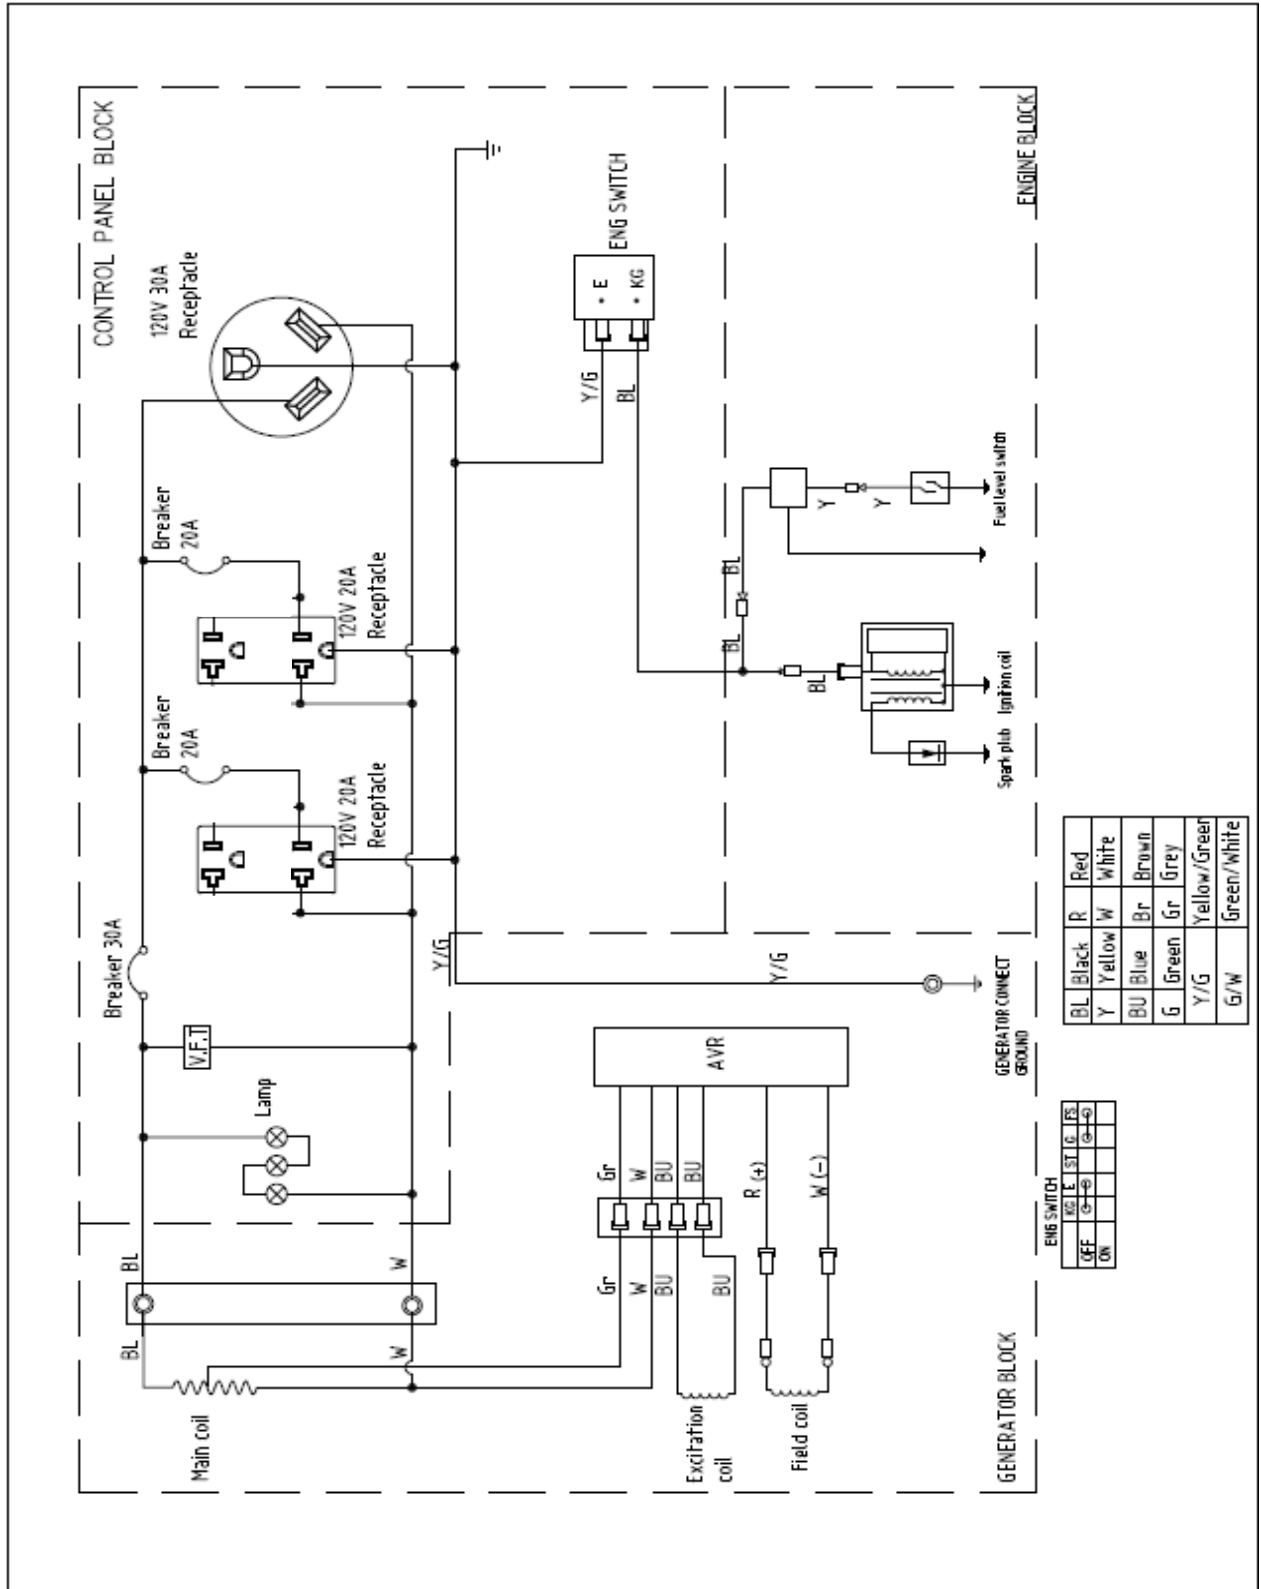 CONTROL PANEL BLOCK
120V 30A
Receptacle
ENG SWITCH
E
KG
Y/G
BL
ENGINE BLOCK
Breaker
20A
120V 20A
Receptacle
Breaker
20A
120V 20A
Receptacle
BL
BL
Y
Y
Fuel level switch
BL
Ignition coil
Spark plub
Breaker 30A
V.F.T
Lamp
Y/G
Y/G
GENERATOR CONNECT
GROUND
AVR
Gr
W
BU
BU
R (+)
W (-)
BL
W
BL
W
Gr
W
BU
BU
Main coil
Excitation
coil
Field coil
GENERATOR BLOCK
ENG SWITCH
KG E ST G FS
OFF
ON
BL Black R Red
Y Yellow W White
BU Blue Br Brown
G Green Gr Grey
Y/G Yellow/Green
G/W Green/White